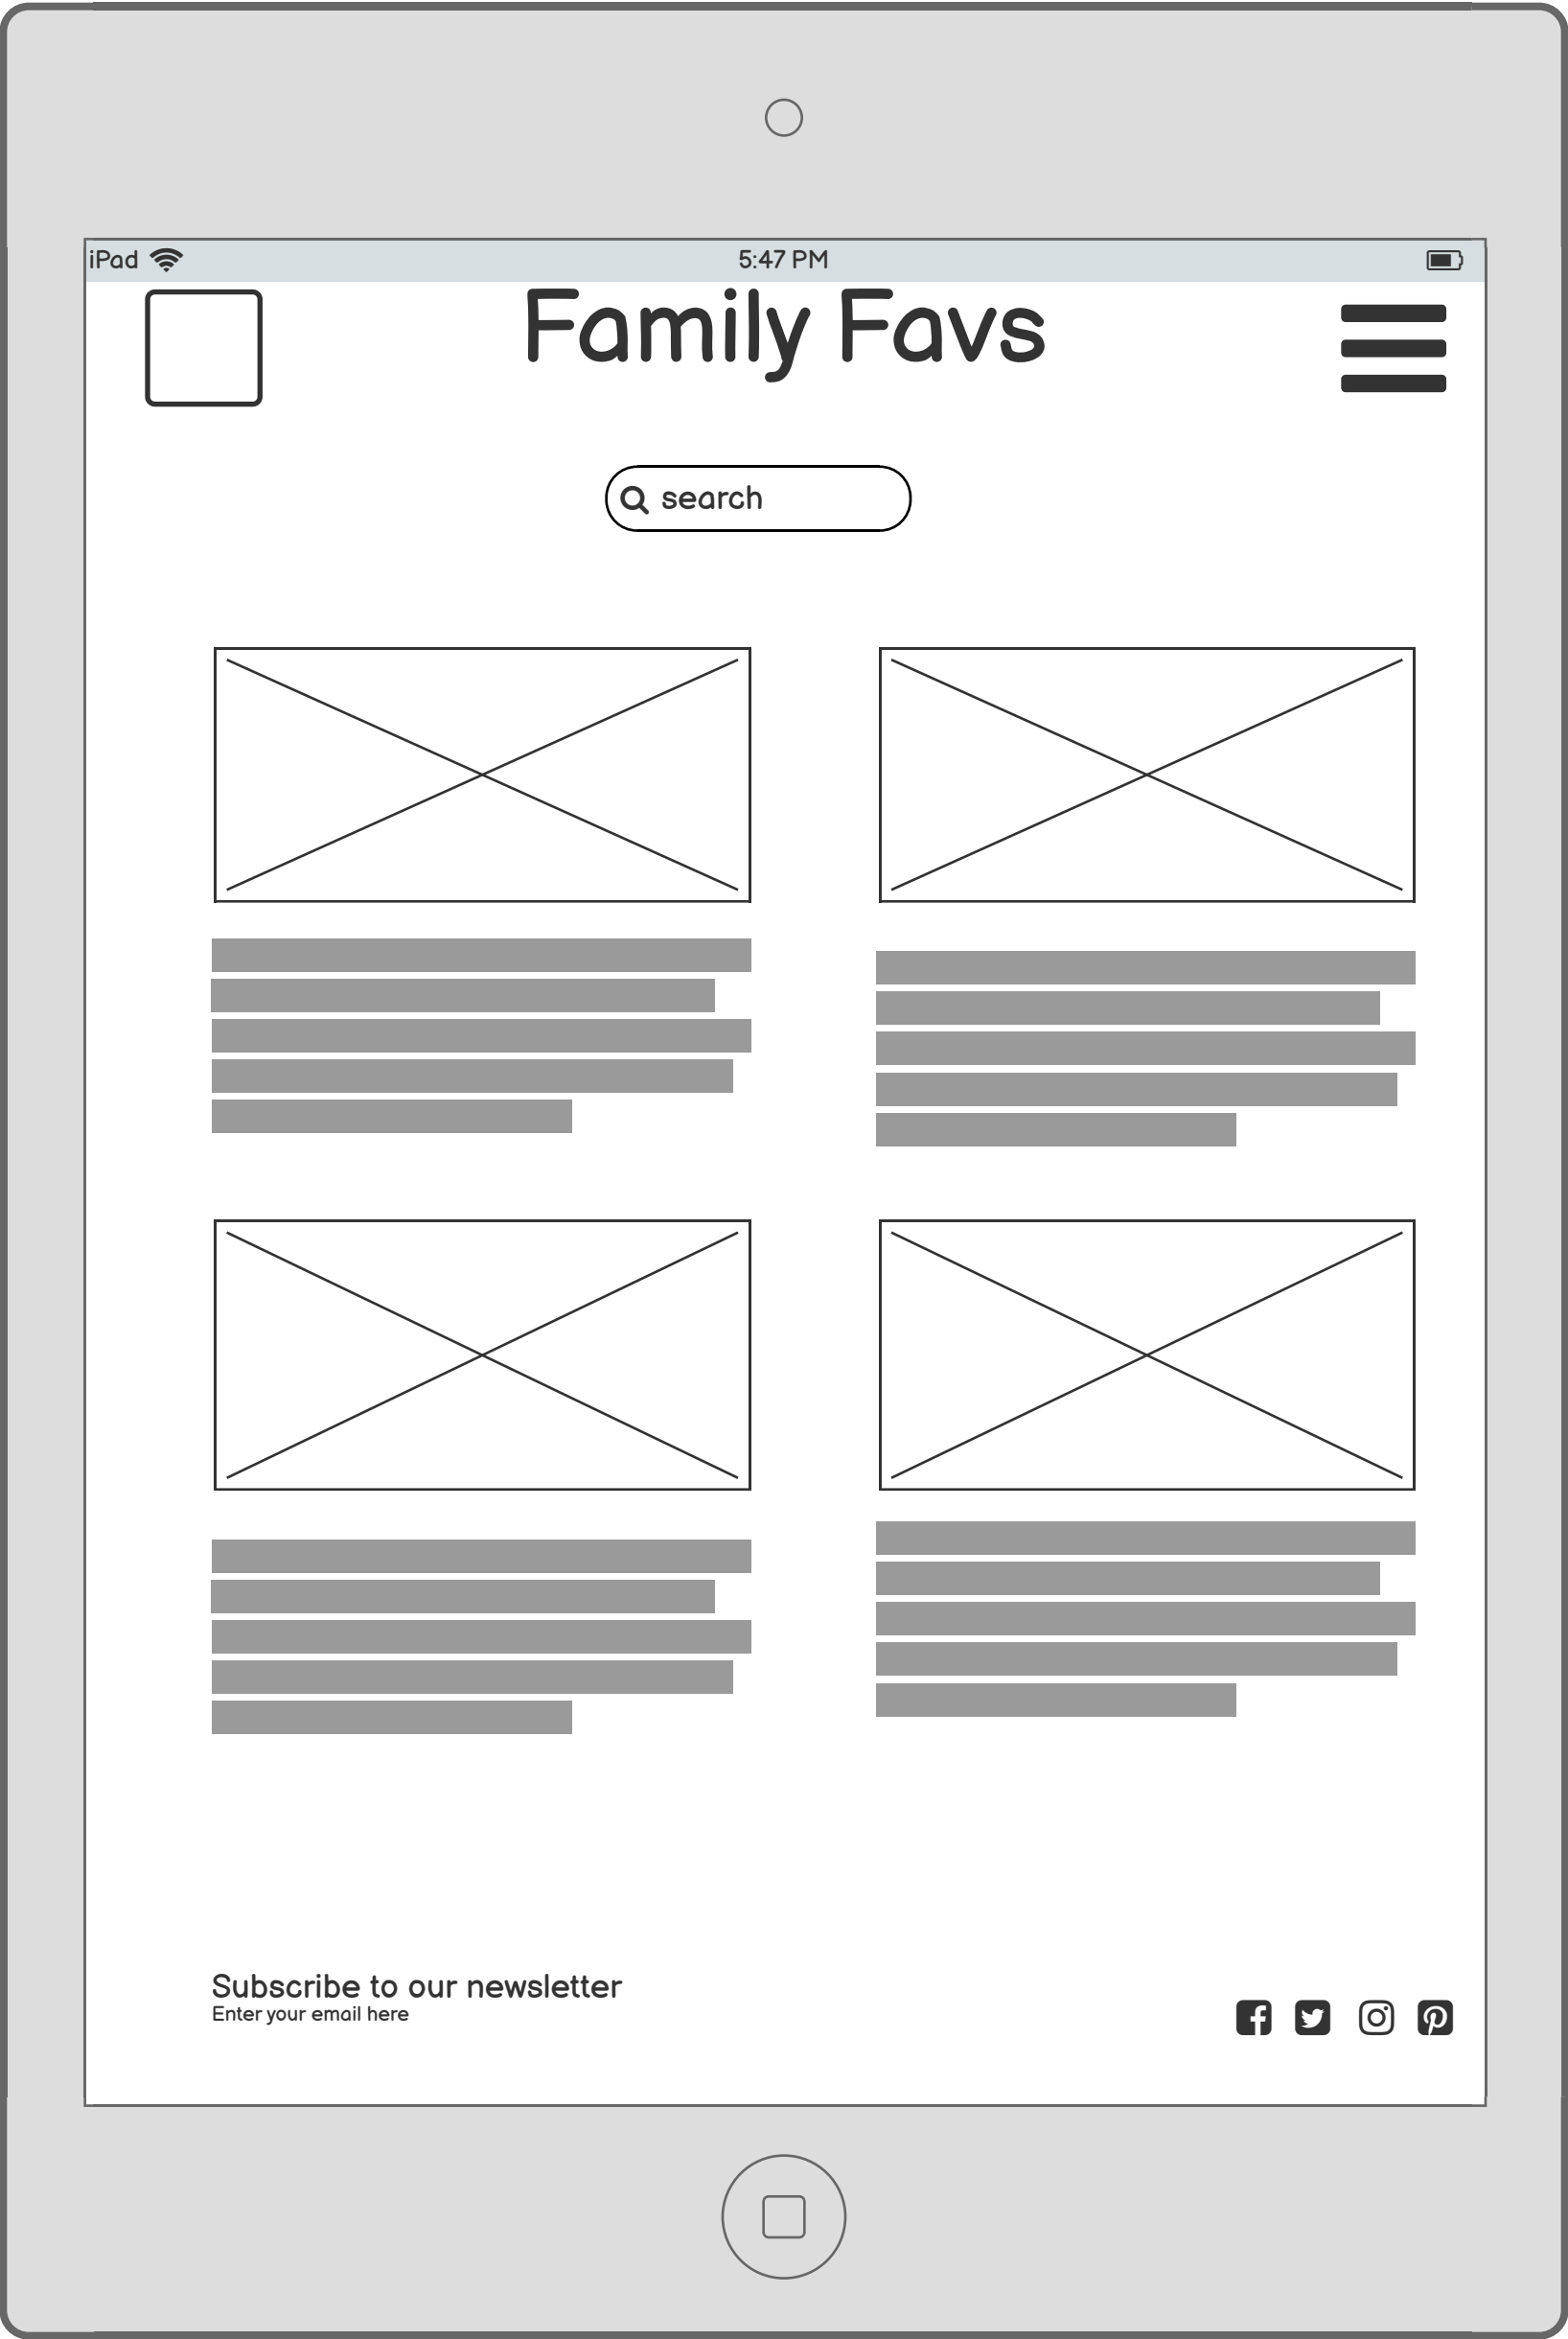 iPad 5:47 PM
Family Favs
search
Subscribe to our newsletter
Enter your email here